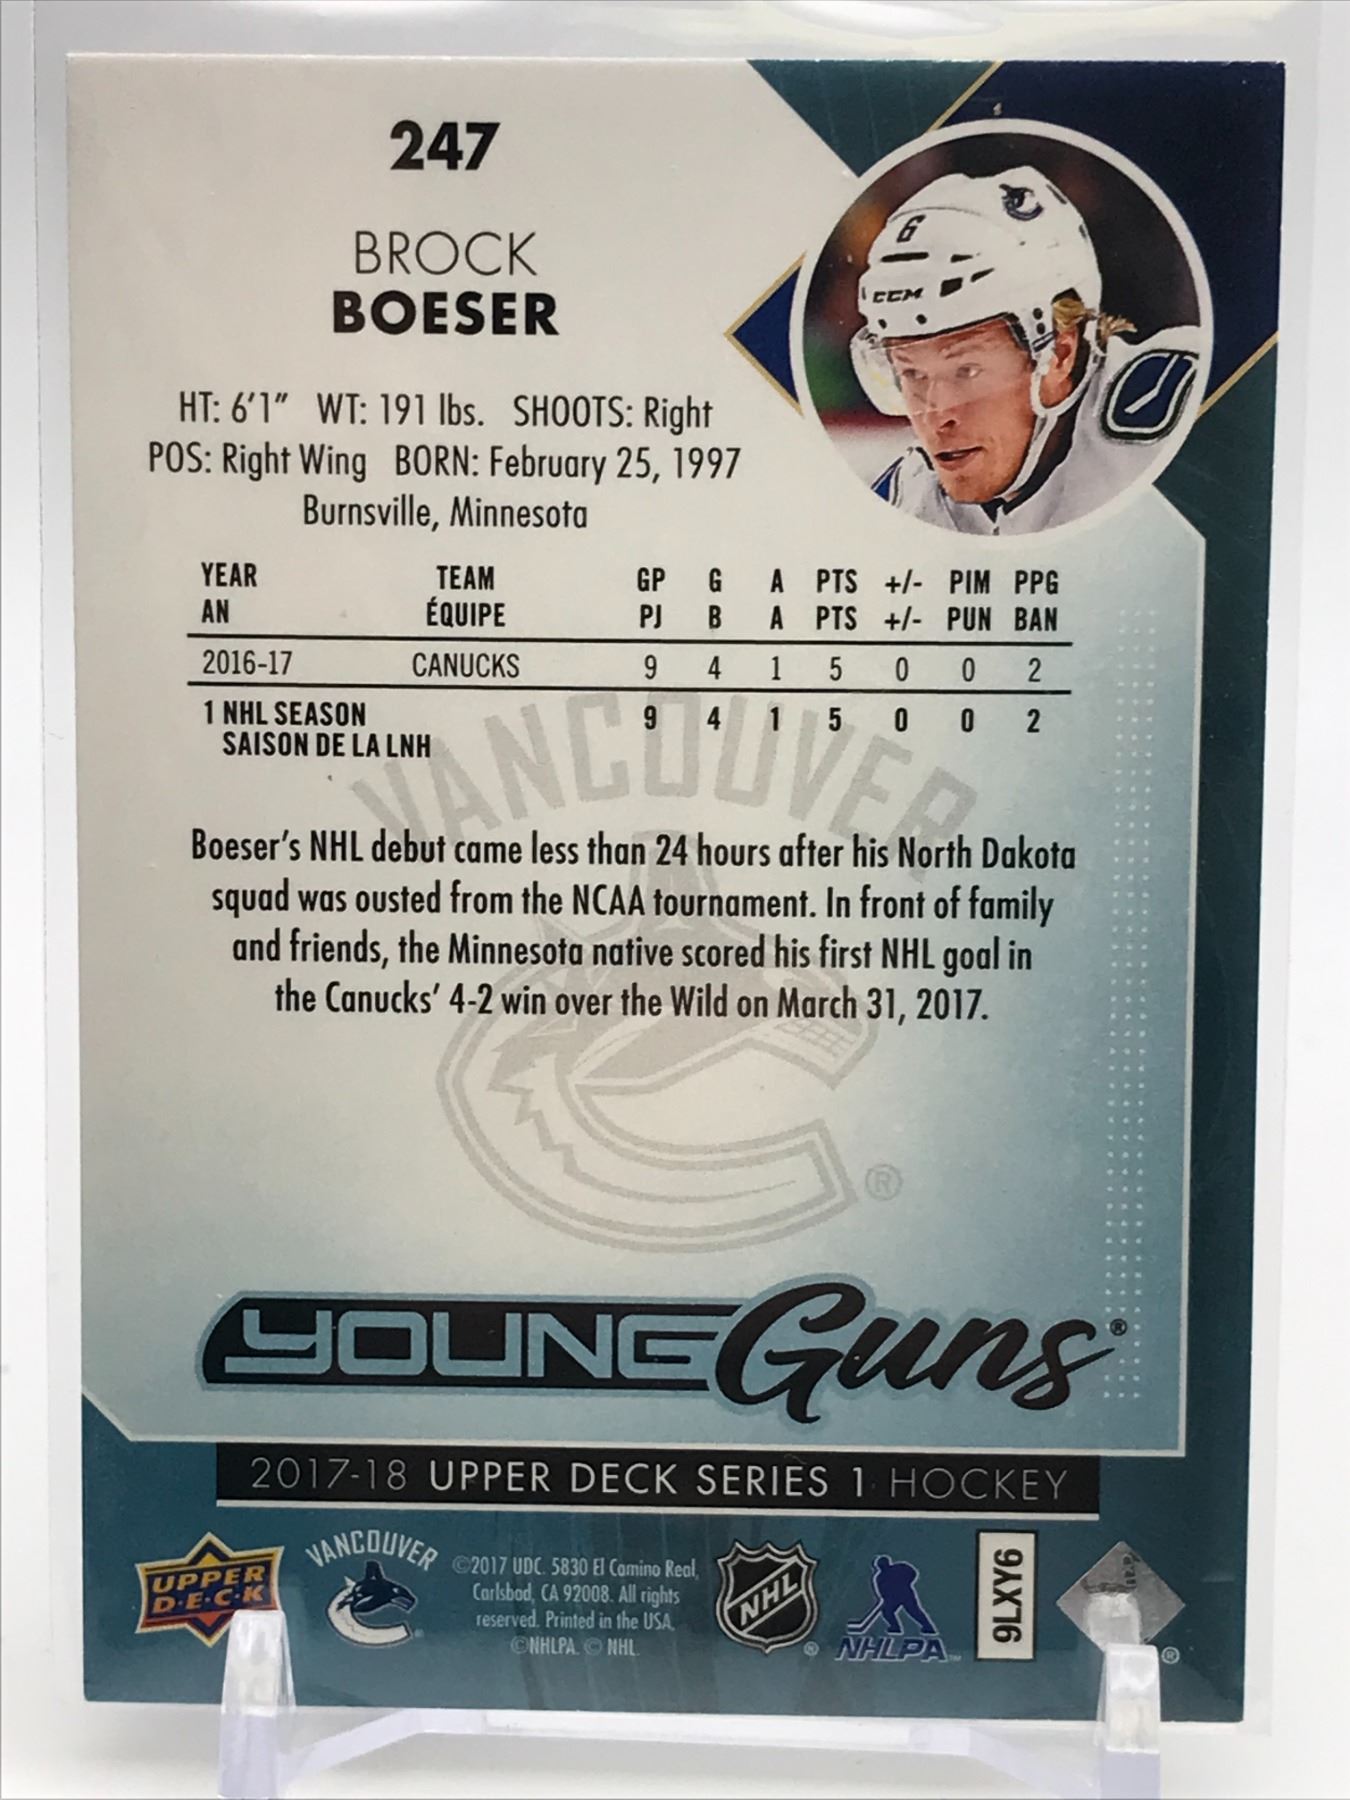 247
BROCK
BOESER
6
CCM
HT: 6'1" WT: 191 lbs. SHOOTS: Right
POS: Right Wing BORN: February 25, 1997
Burnsville, Minnesota
YEAR TEAM GP G A PTS +/- PIM PPG
AN ÉQUIPE PJ B A PTS +/- PUN BAN
2016-17 CANUCKS 9 4 1 5 0 0 2
1 NHL SEASON 9 4 1 5 0 0 2
SAISON DE LA LNH
VANCOUVER
Boeser's NHL debut came less than 24 hours after his North Dakota
squad was ousted from the NCAA tournament. In front of family
and friends, the Minnesota native scored his first NHL goal in
the Canucks' 4-2 win over the Wild on March 31, 2017.
®
YOUNG Guns®
2017-18 UPPER DECK SERIES 1 HOCKEY
UPPER
D·E·C·K
VANCOUVER
©2017 UDC. 5830 El Camino Real,
Carlsbad, CA 92008. All rights
reserved. Printed in the USA.
©NHLPA. © NHL.
NHL ®
NHLPA™
9LXY6
®